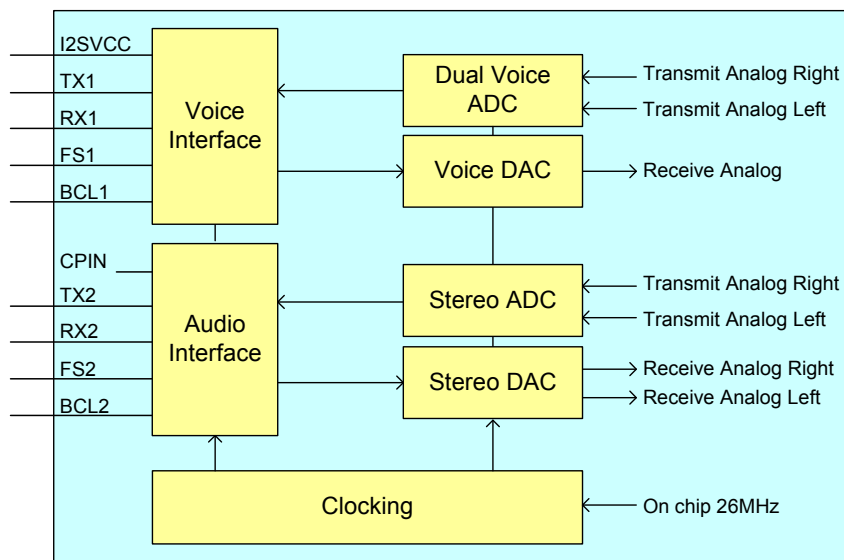 I2SVCC
TX1
RX1
FS1
BCL1
Voice
Interface
Dual Voice
ADC
Transmit Analog Right
Transmit Analog Left
Voice DAC
Receive Analog
CPIN
TX2
RX2
FS2
BCL2
Audio
Interface
Stereo ADC
Transmit Analog Right
Transmit Analog Left
Stereo DAC
Receive Analog Right
Receive Analog Left
Clocking
On chip 26MHz